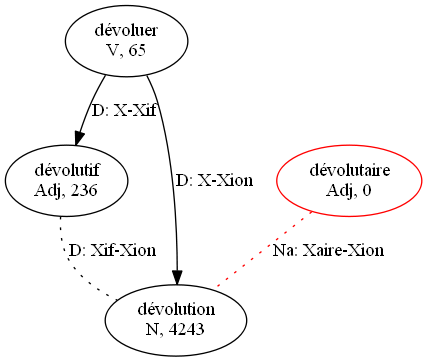 dévoluer
V, 65
D: X-Xif
dévolutif
Adj, 236
D: X-Xion
dévolutaire
Adj, 0
D: Xif-Xion
Na: Xaire-Xion
dévolution
N, 4243